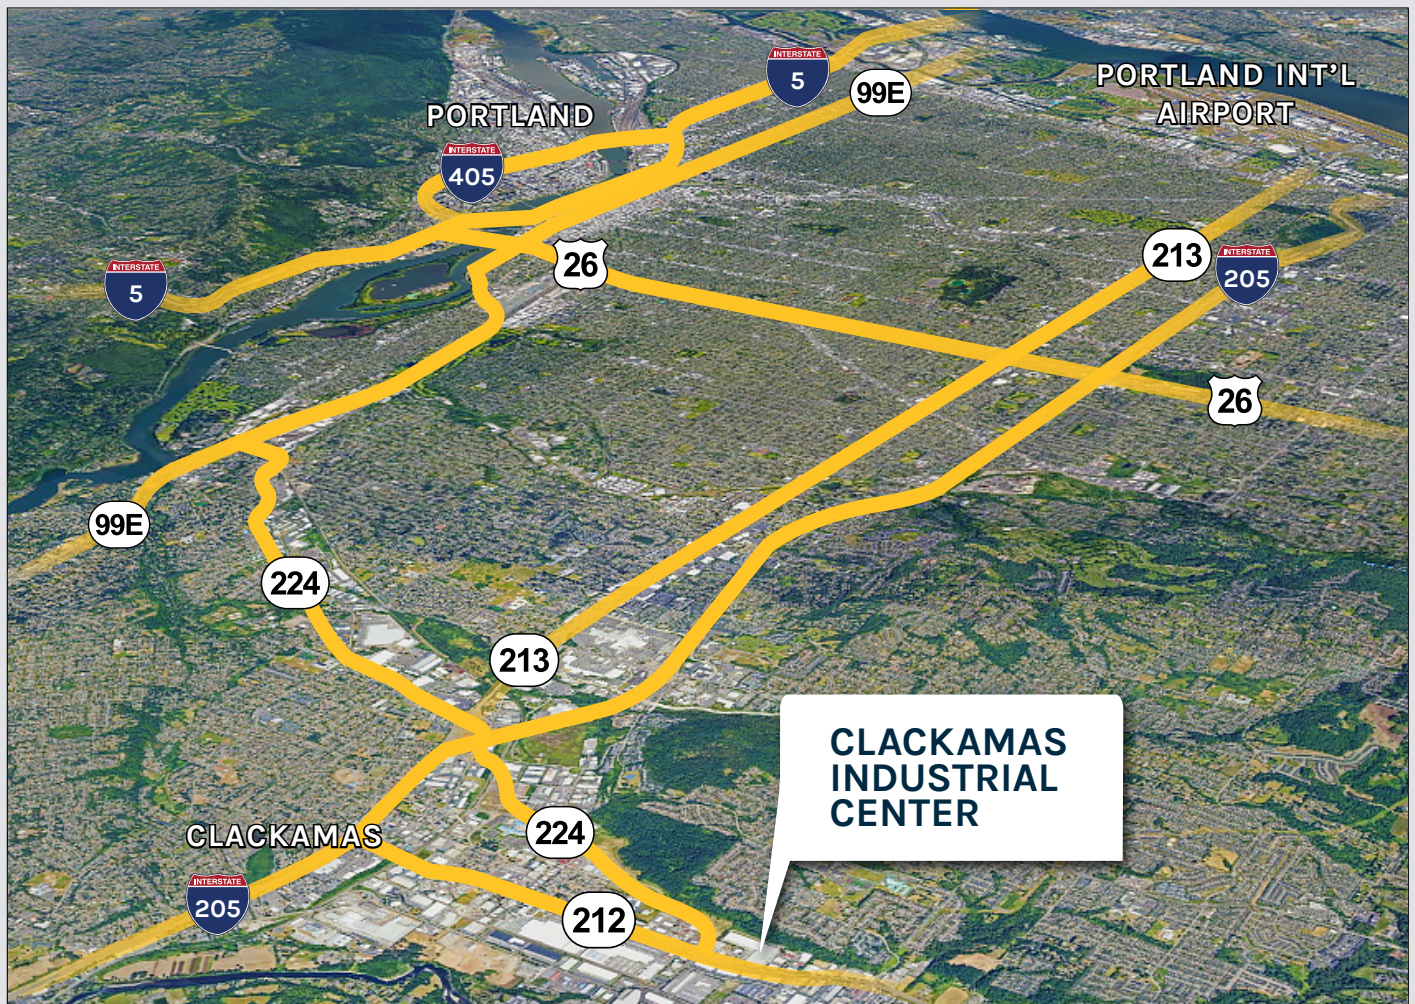 INTERSTATE
5
99E
PORTLAND INT'L
AIRPORT
PORTLAND
INTERSTATE
405
213
26
INTERSTATE
205
INTERSTATE
5
26
99E
224
213
CLACKAMAS
INDUSTRIAL
CENTER
224
CLACKAMAS
INTERSTATE
205
212